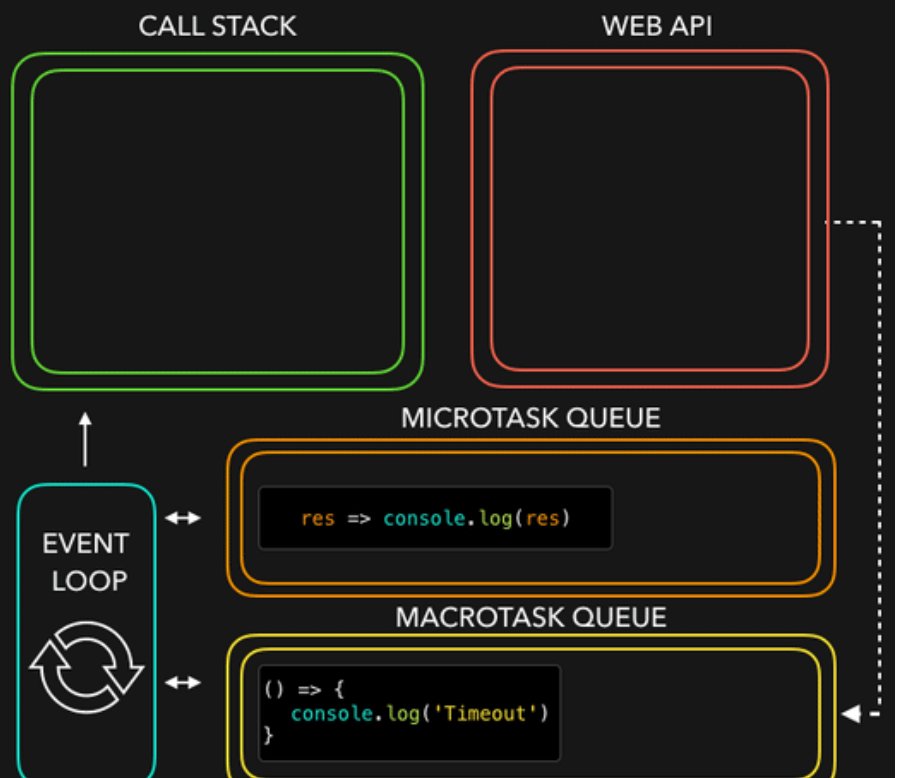 CALL STACK
WEB API
MICROTASK QUEUE
res => console.log(res)
EVENT
LOOP
MACROTASK QUEUE
() => {
console.log('Timeout')
}